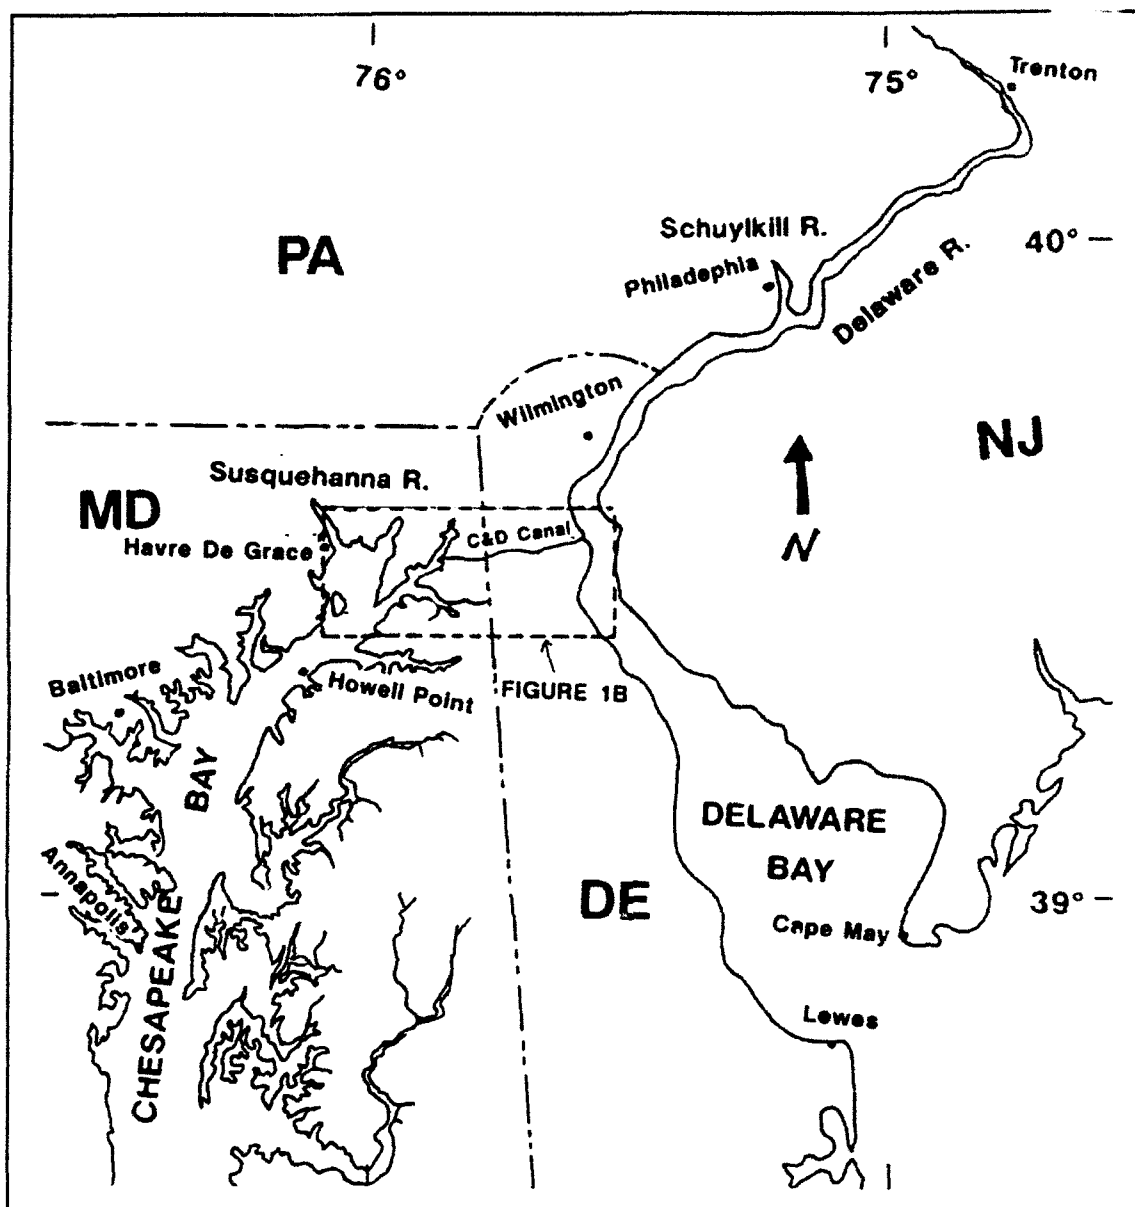 76°
75°
Trenton
Schuylkill R.
40°
PA
Philadephia
Delaware R.
Wilmington
NJ
Susquehanna R.
MD
C&D Canal
N
Havre De Grace
Baltimore
Howell Point
FIGURE 1B
BAY
DELAWARE
BAY
Annapolis
DE
39°
Cape May
CHESAPEAKE
Lewes